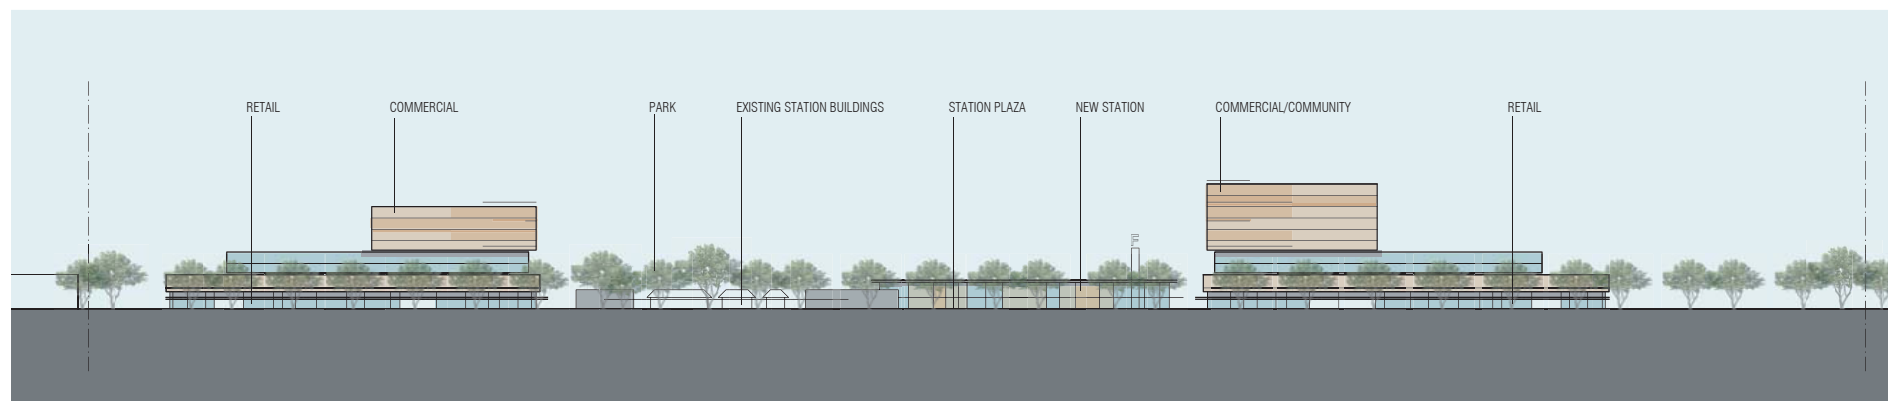 RETAIL
COMMERCIAL
PARK
EXISTING STATION BUILDINGS
STATION PLAZA
NEW STATION
COMMERCIAL/COMMUNITY
RETAIL